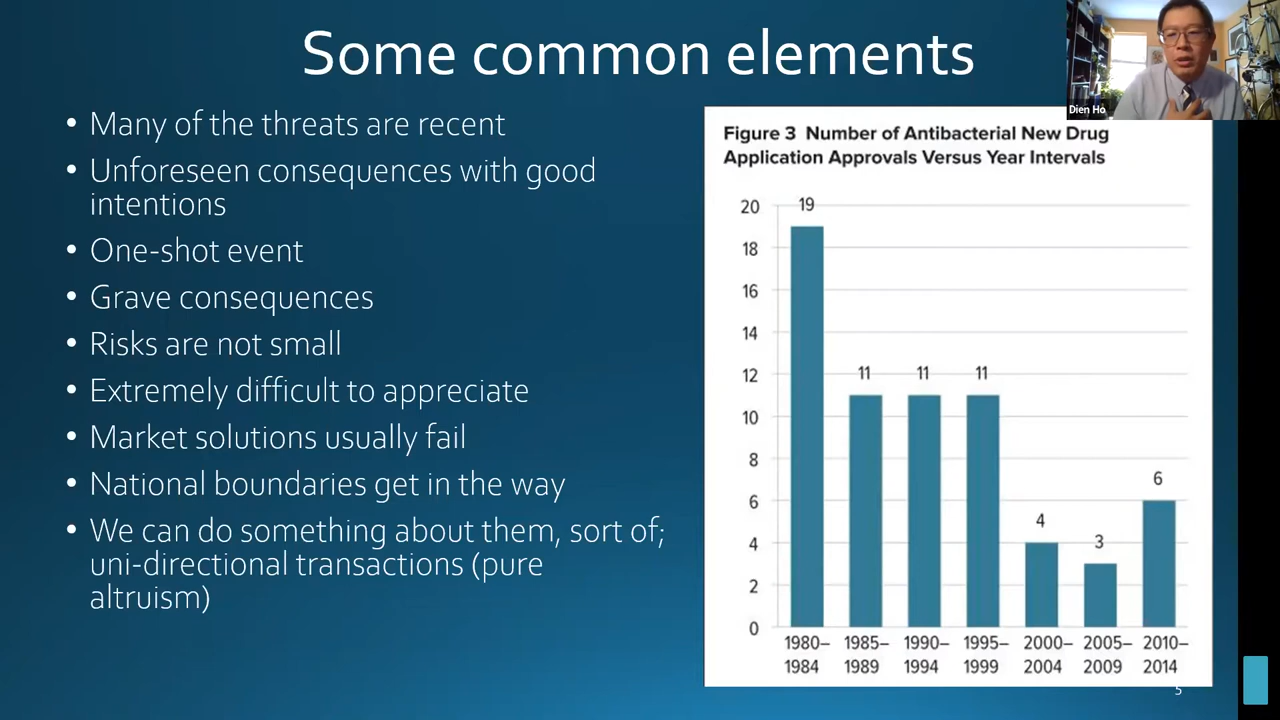 Some common elements
• Many of the threats are recent
• Unforeseen consequences with good
intentions
• One-shot event
• Grave consequences
• Risks are not small
• Extremely difficult to appreciate
• Market solutions usually fail
• National boundaries get in the way
• We can do something about them, sort of;
uni-directional transactions (pure
altruism)
Dien Ho
Figure 3 Number of Antibacterial New Drug
Application Approvals Versus Year Intervals
20
18
16
14
12
10
8
6
4
2
0
19
11
11
11
4
3
6
1980–
1984
1985–
1989
1990–
1994
1995–
1999
2000–
2004
2005–
2009
2010–
2014
5